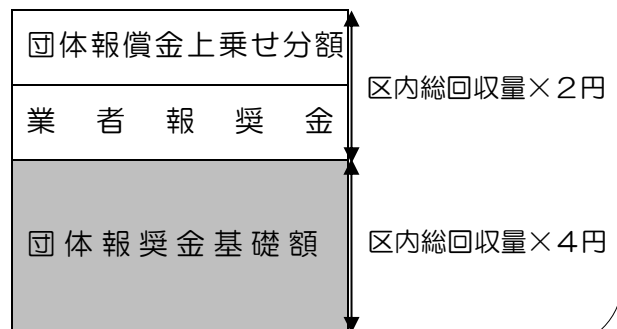 団体報償金上乗せ分額
区内総回収量×２円
業者報奨金
団体報奨金基礎額
区内総回収量×４円